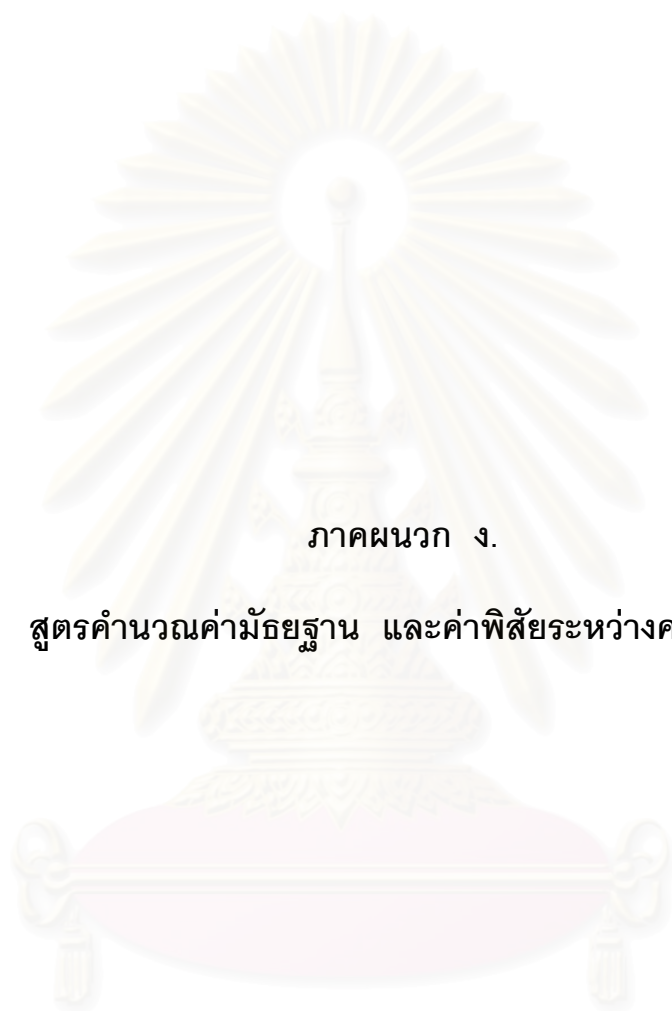 ภาคผนวก ง.
สูตรคำนวณค่ามัธยฐาน และค่าพิสัยระหว่าง